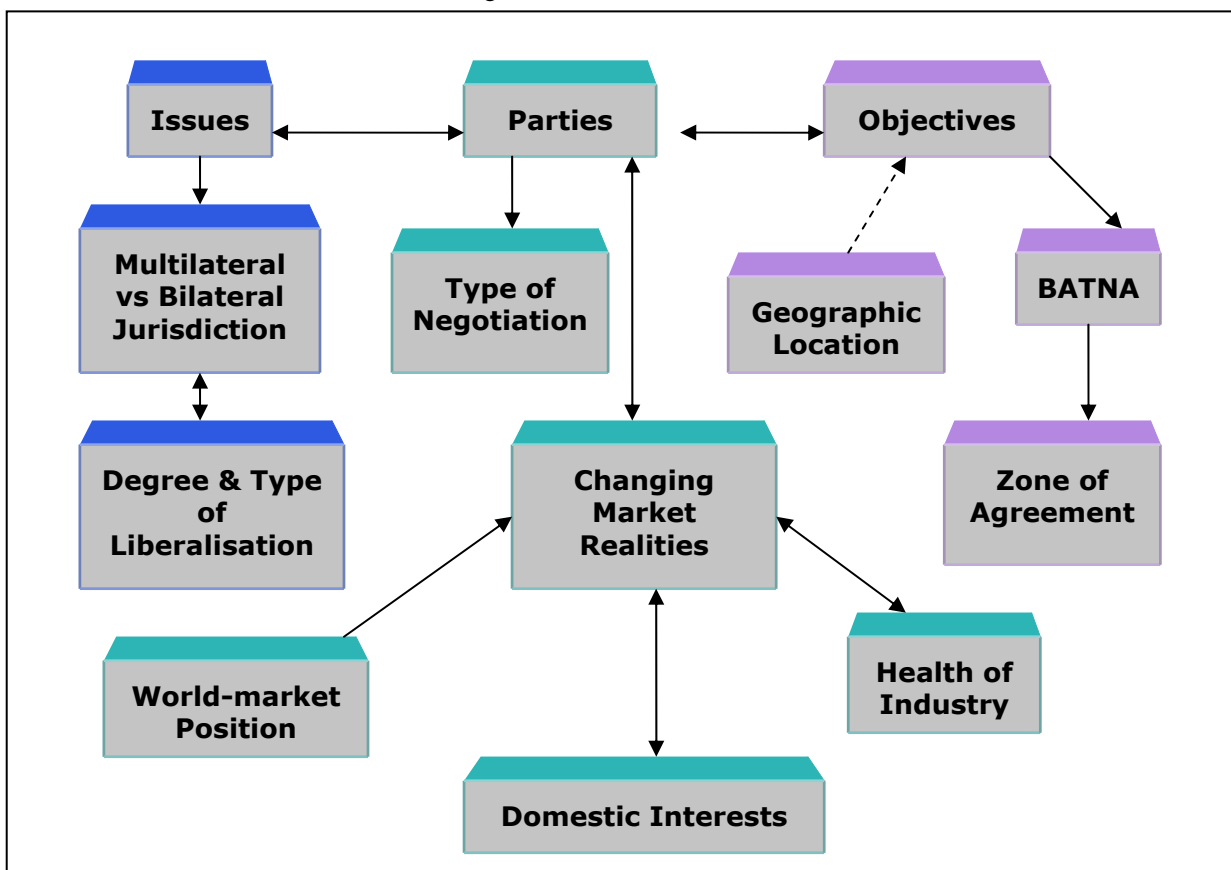 Issues
Parties
Objectives
Multilateral
vs Bilateral
Jurisdiction
Type of
Negotiation
Geographic
Location
BATNA
Degree & Type
of
Liberalisation
Changing
Market
Realities
Zone of
Agreement
World-market
Position
Health of
Industry
Domestic Interests